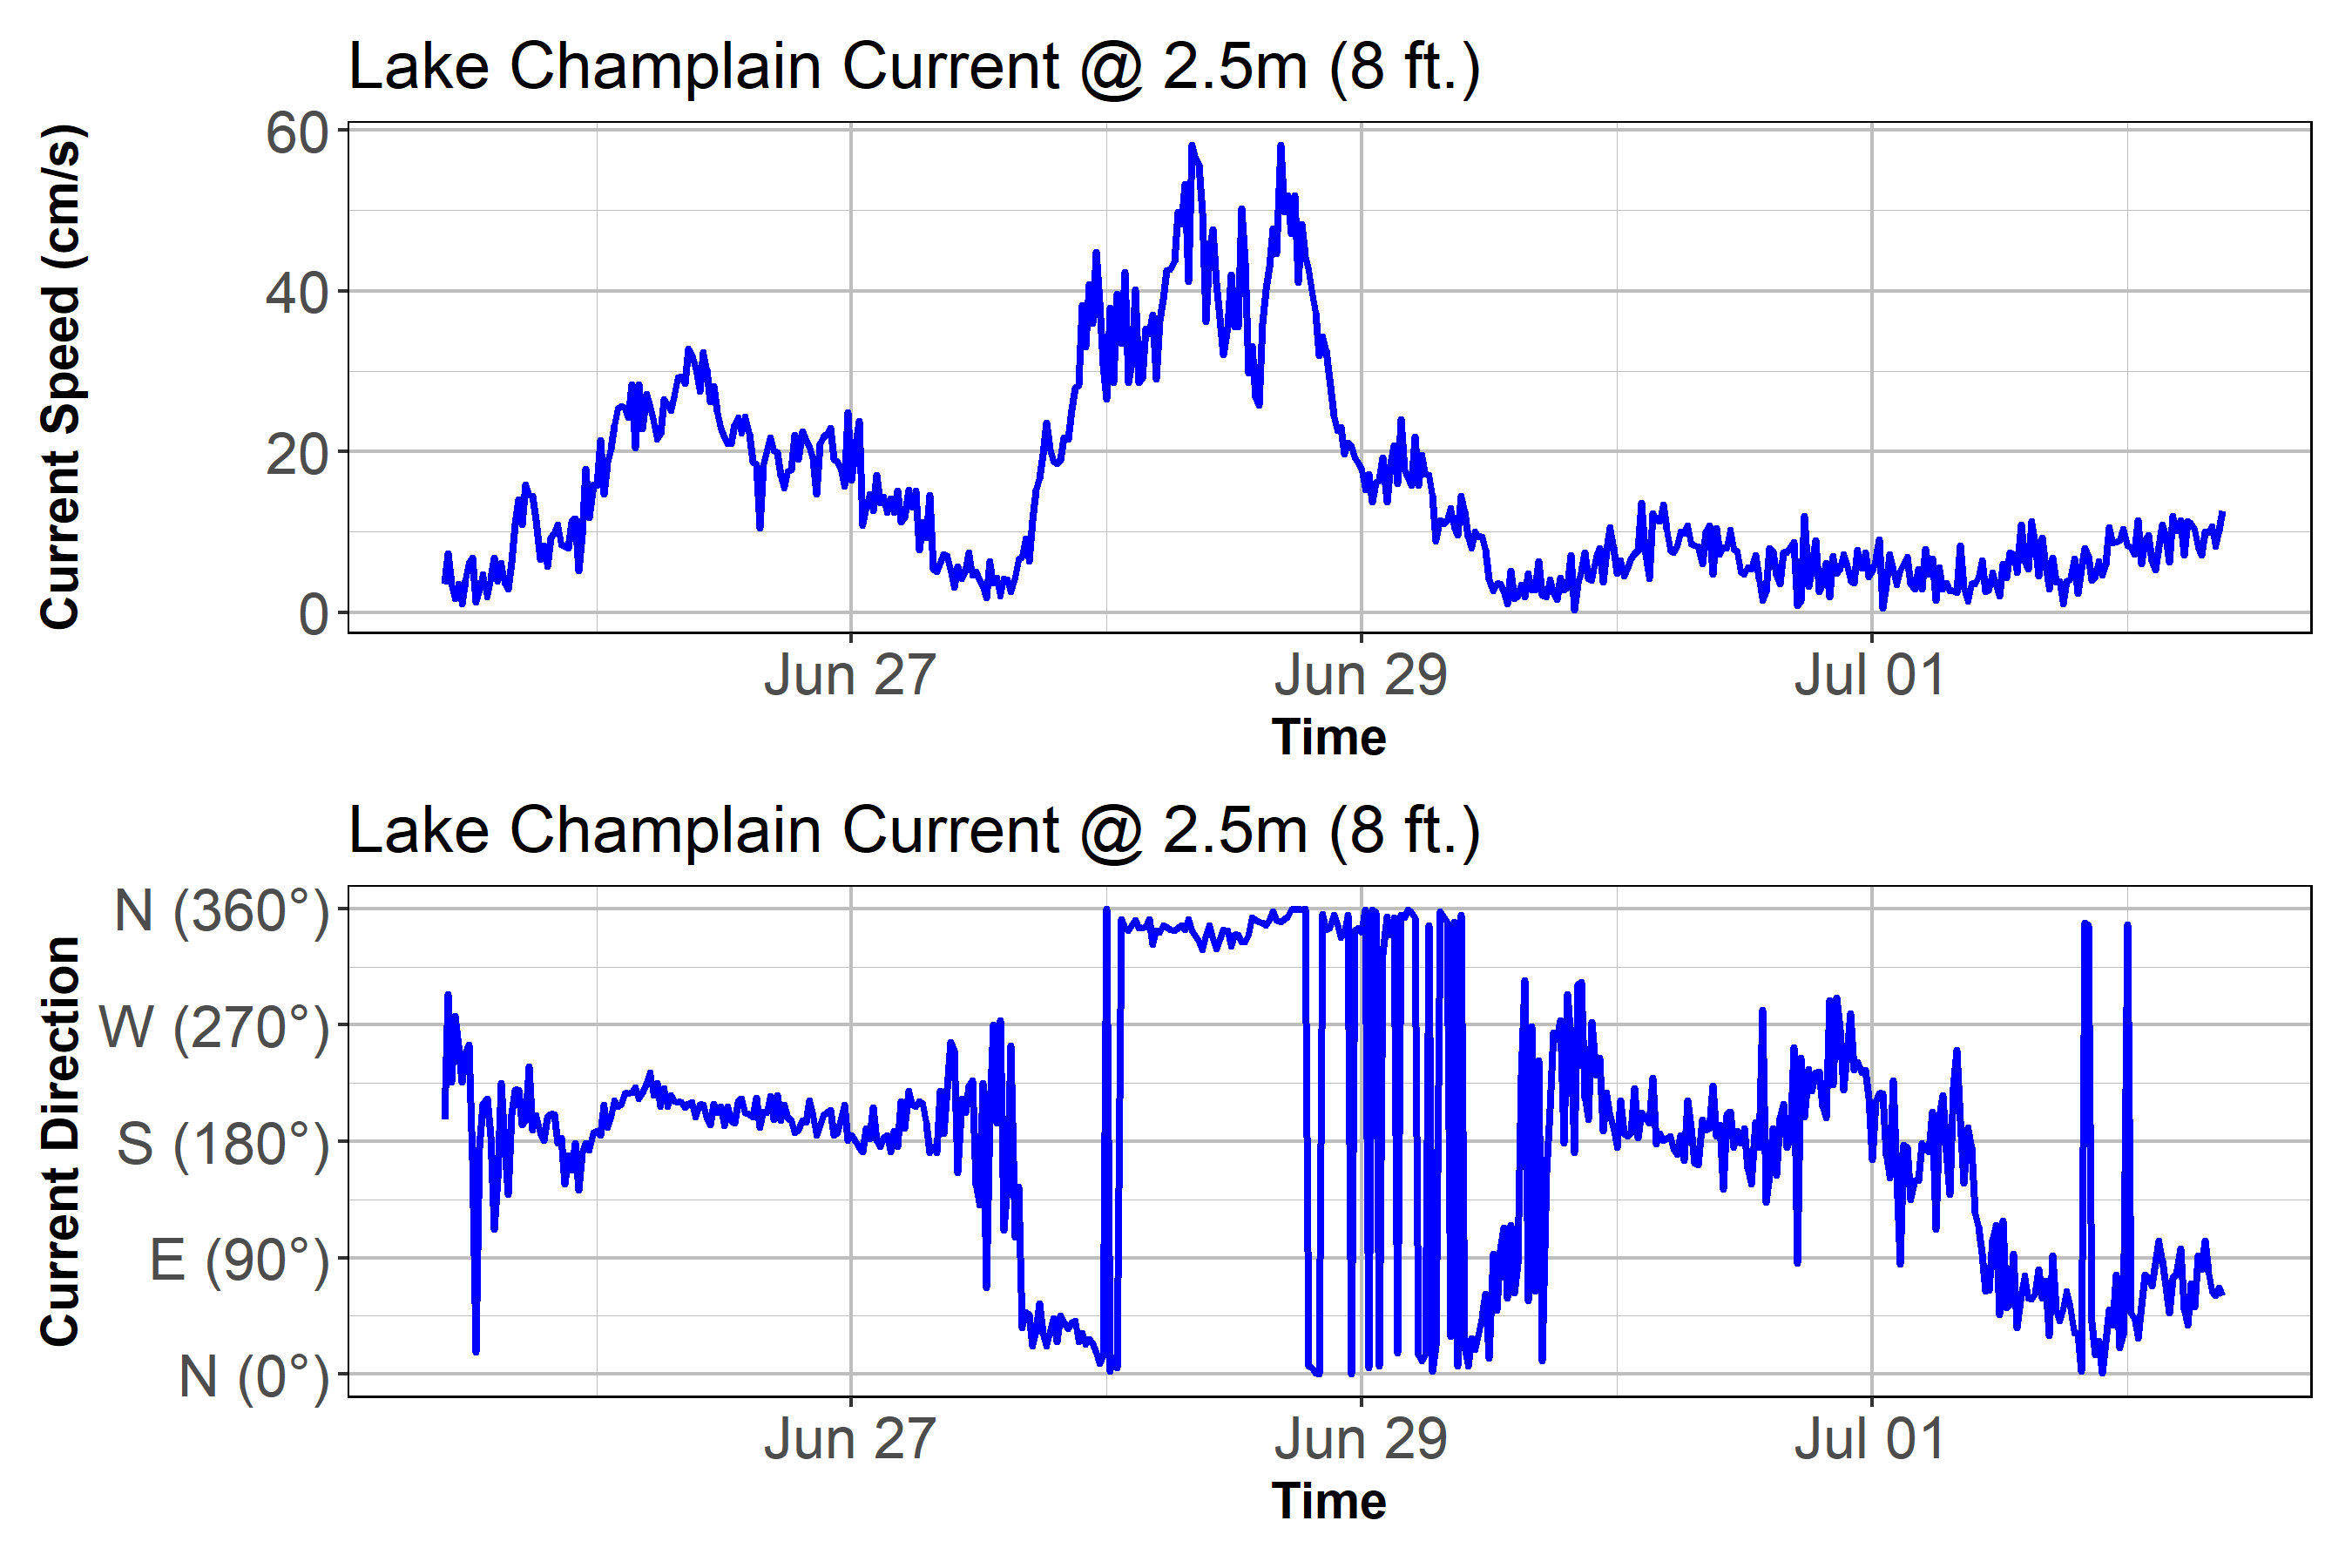 Lake Champlain Current @ 2.5m (8 ft.)
Current Speed (cm/s)
60
40
20
0
Jun 27 Jun 29 Jul 01
Time
Lake Champlain Current @ 2.5m (8 ft.)
Current Direction
N (360°)
W (270°)
S (180°)
E (90°)
N (0°)
Jun 27 Jun 29 Jul 01
Time